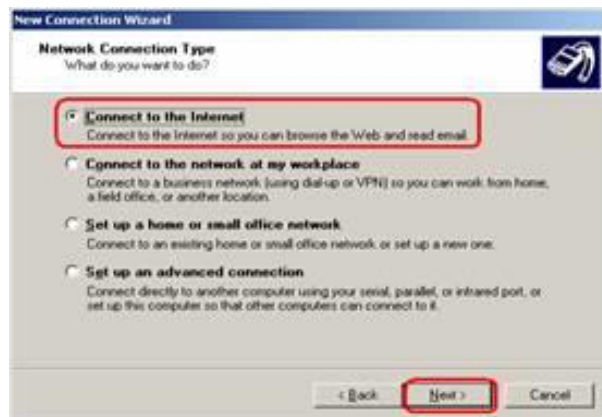 New Connection Wizard
Network Connection Type
What do you want to do?
Connect to the Internet
Connect to the Internet so you can browse the Web and read email.
Connect to the network at my workplace
Connect to a business network (using dial-up or VPN) so you can work from home,
a field office, or another location.
Set up a home or small office network
Connect to an existing home or small office network or set up a new one.
Set up an advanced connection
Connect directly to another computer using your serial, parallel, or infrared port, or
set up this computer so that other computers can connect to it.
< Back
Next >
Cancel